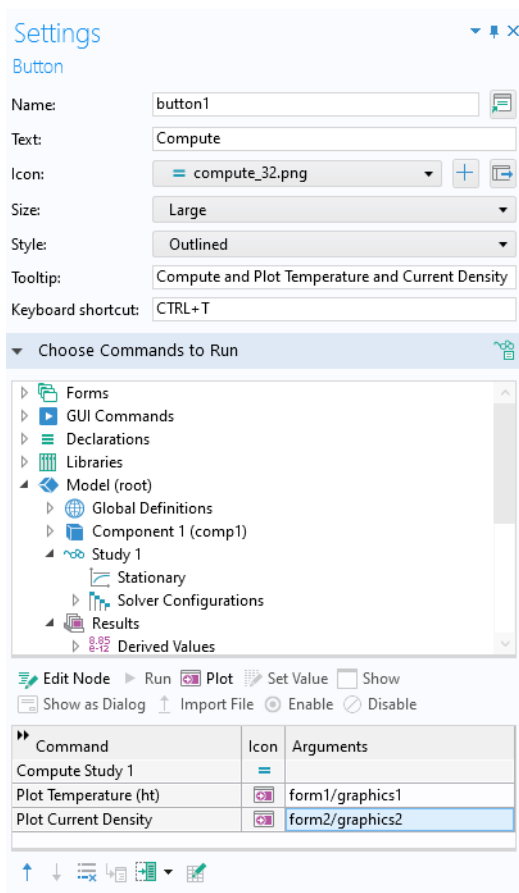 Settings
Button
Name: button1
Text: Compute
Icon: = compute_32.png
Size: Large
Style: Outlined
Tooltip: Compute and Plot Temperature and Current Density
Keyboard shortcut: CTRL+T
Choose Commands to Run
Forms
GUI Commands
Declarations
Libraries
Model (root)
Global Definitions
Component 1 (comp1)
Study 1
Stationary
Solver Configurations
Results
8.85 e-12 Derived Values
Edit Node Run Plot Set Value Show
Show as Dialog Import File Enable Disable
Command Icon Arguments
Compute Study 1 =
Plot Temperature (ht) form1/graphics1
Plot Current Density form2/graphics2